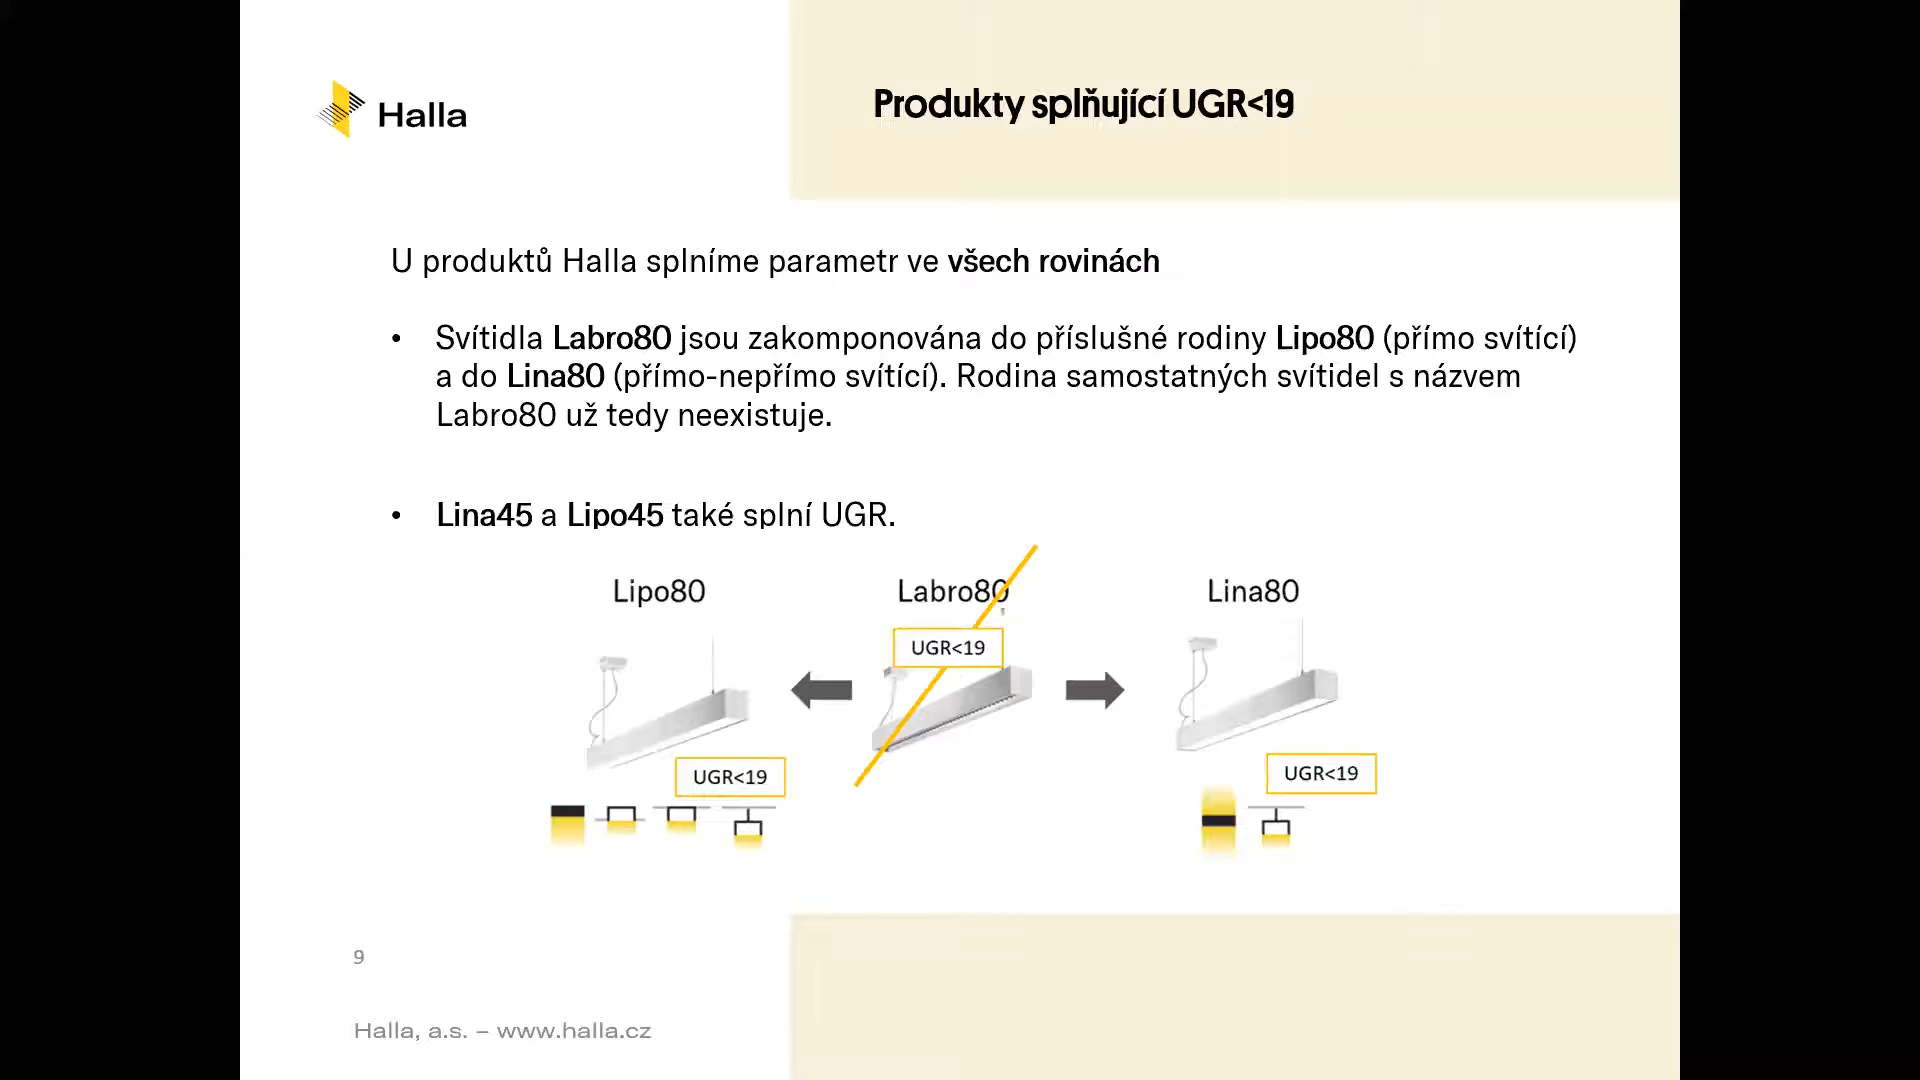 Halla
Produkty splňující UGR<19
U produktů Halla splníme parametr ve všech rovinách
• Svítidla Labro80 jsou zakomponována do příslušné rodiny Lipo80 (přímo svítící)
a do Lina80 (přímo-nepřímo svítící). Rodina samostatných svítidel s názvem
Labro80 už tedy neexistuje.
• Lina45 a Lipo45 také splní UGR.
Lipo80
Labro80
Lina80
UGR<19
UGR<19
UGR<19
9
Halla, a.s. – www.halla.cz